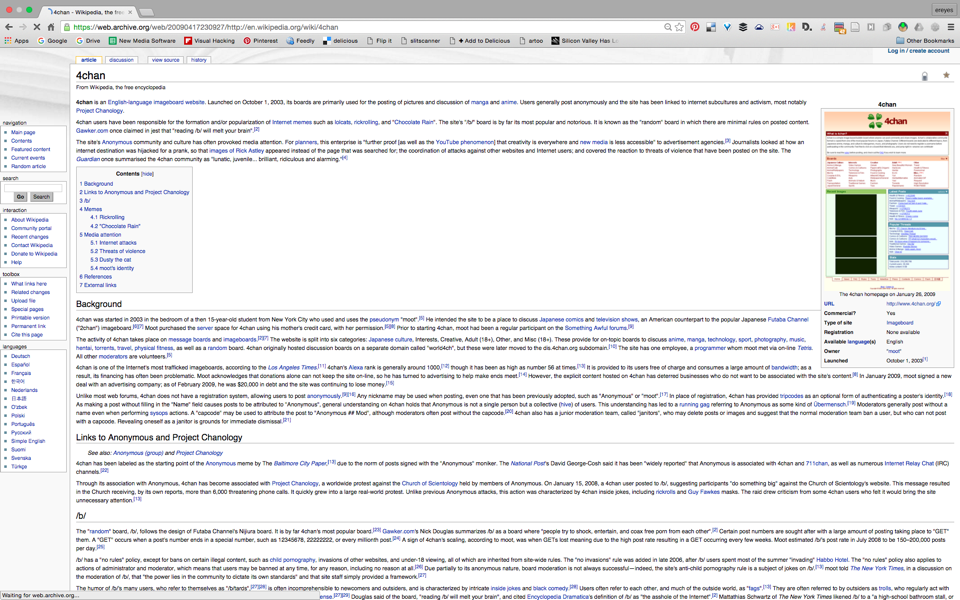 4chan - Wikipedia, the free
ereyes
https://web.archive.org/web/20090417230927/http://en.wikipedia.org/wiki/4chan
Apps Google Drive New Media Software Visual Hacking Pinterest Feedly delicious Flip it slitscanner + Add to Delicious artoo Silicon Valley Has Lo Other Bookmarks
Log in / create account
article discussion view source history
4chan
From Wikipedia, the free encyclopedia
4chan is an English-language imageboard website. Launched on October 1, 2003, its boards are primarily used for the posting of pictures and discussion of manga and anime. Users generally post anonymously and the site has been linked to internet subcultures and activism, most notably
Project Chanology.
4chan users have been responsible for the formation and/or popularization of Internet memes such as lolcats, rickrolling, and "Chocolate Rain". The site's "/b/" board is by far its most popular and notorious. It is known as the "random" board in which there are minimal rules on posted content.
Gawker.com once claimed in jest that "reading /b/ will melt your brain".[2]
The site's Anonymous community and culture has often provoked media attention. For planners, this enterprise is "further proof [as well as the YouTube phenomenon] that creativity is everywhere and new media is less accessible" to advertisement agencies.[3] Journalists looked at how an
internet destination was hijacked for a prank, so that images of Rick Astley appeared instead of the page that was searched for; the coordination of attacks against other websites and Internet users; and covered the reaction to threats of violence that have been posted on the site. The
Guardian once summarised the 4chan community as "lunatic, juvenile... brilliant, ridiculous and alarming."[4]
Contents [hide]
1 Background
2 Links to Anonymous and Project Chanology
3 /b/
4 Memes
4.1 Rickrolling
4.2 "Chocolate Rain"
5 Media attention
5.1 Internet attacks
5.2 Threats of violence
5.3 Dusty the cat
5.4 moot's identity
6 References
7 External links
navigation
Main page
Contents
Featured content
Current events
Random article
search
Go Search
interaction
About Wikipedia
Community portal
Recent changes
Contact Wikipedia
Donate to Wikipedia
Help
toolbox
What links here
Related changes
Upload file
Special pages
Printable version
Permanent link
Cite this page
languages
Deutsch
Español
Français
한국어
Nederlands
日本語
O'zbek
Polski
Português
Русский
Simple English
Suomi
Svenska
Türkçe
4chan
4chan
The 4chan homepage on January 26, 2009
URL http://www.4chan.org/
Commercial? Yes
Type of site Imageboard
Registration None available
Available language(s) English
Owner "moot"
Launched October 1, 2003[1]
Background
4chan was started in 2003 in the bedroom of a then 15-year-old student from New York City who used and uses the pseudonym "moot".[5] He intended the site to be a place to discuss Japanese comics and television shows, an American counterpart to the popular Japanese Futaba Channel
("2chan") imageboard.[6][7] Moot purchased the server space for 4chan using his mother's credit card, with her permission.[5][8] Prior to starting 4chan, moot had been a regular participant on the Something Awful forums.[9]
The activity of 4chan takes place on message boards and imageboards.[2][7] The website is split into six categories: Japanese culture, Interests, Creative, Adult (18+), Other, and Misc (18+). These provide for on-topic boards to discuss anime, manga, technology, sport, photography, music,
hentai, torrents, travel, physical fitness, as well as a random board. 4chan originally hosted discussion boards on a separate domain called "world4ch", but these were later moved to the dis.4chan.org subdomain.[10] The site has one employee, a programmer whom moot met via on-line Tetris.
All other moderators are volunteers.[5]
4chan is one of the Internet's most trafficked imageboards, according to the Los Angeles Times.[11] 4chan's Alexa rank is generally around 1000,[12] though it has been as high as number 56 at times.[13] It is provided to its users free of charge and consumes a large amount of bandwidth; as a
result, its financing has often been problematic. Moot acknowledges that donations alone can not keep the site on-line, so he has turned to advertising to help make ends meet.[14] However, the explicit content hosted on 4chan has deterred businesses who do not want to be associated with the site's content.[8] In January 2009, moot signed a new
deal with an advertising company; as of February 2009, he was $20,000 in debt and the site was continuing to lose money.[15]
Unlike most web forums, 4chan does not have a registration system, allowing users to post anonymously.[9][16] Any nickname may be used when posting, even one that has been previously adopted, such as "Anonymous" or "moot".[17] In place of registration, 4chan has provided tripcodes as an optional form of authenticating a poster's identity.[18]
As making a post without filling in the "Name" field causes posts to be attributed to "Anonymous", general understanding on 4chan holds that Anonymous is not a single person but a collective (hive) of users. This understanding has led to a running gag referring to Anonymous as some kind of Übermensch.[19] Moderators generally post without a
name even when performing sysops actions. A "capcode" may be used to attribute the post to "Anonymous ## Mod", although moderators often post without the capcode.[20] 4chan also has a junior moderation team, called "janitors", who may delete posts or images and suggest that the normal moderation team ban a user, but who can not post
with a capcode. Revealing oneself as a janitor is grounds for immediate dismissal.[21]
Links to Anonymous and Project Chanology
See also: Anonymous (group) and Project Chanology
4chan has been labeled as the starting point of the Anonymous meme by The Baltimore City Paper,[13] due to the norm of posts signed with the "Anonymous" moniker. The National Post's David George-Cosh said it has been "widely reported" that Anonymous is associated with 4chan and 711chan, as well as numerous Internet Relay Chat (IRC)
channels.[22]
Through its association with Anonymous, 4chan has become associated with Project Chanology, a worldwide protest against the Church of Scientology held by members of Anonymous. On January 15, 2008, a 4chan user posted to /b/, suggesting participants "do something big" against the Church of Scientology's website. This message resulted
in the Church receiving, by its own reports, more than 6,000 threatening phone calls. It quickly grew into a large real-world protest. Unlike previous Anonymous attacks, this action was characterized by 4chan inside jokes, including rickrolls and Guy Fawkes masks. The raid drew criticism from some 4chan users who felt it would bring the site
unnecessary attention.[13]
/b/
The "random" board, /b/, follows the design of Futaba Channel's Nijiura board. It is by far 4chan's most popular board.[23] Gawker.com's Nick Douglas summarizes /b/ as a board where "people try to shock, entertain, and coax free porn from each other".[2] Certain post numbers are sought after with a large amount of posting taking place to "GET"
them. A "GET" occurs when a post's number ends in a special number, such as 12345678, 22222222, or every millionth post.[24] A sign of 4chan's scaling, according to moot, was when GETs lost meaning due to the high post rate resulting in a GET occurring every few weeks. Most estimated /b/'s post rate in July 2008 to be 150–200,000 posts
per day.[25]
/b/ has a "no rules" policy, except for bans on certain illegal content, such as child pornography, invasions of other websites, and under-18 viewing, all of which are inherited from site-wide rules. The "no invasions" rule was added in late 2006, after /b/ users spent most of the summer "invading" Habbo Hotel. The "no rules" policy also applies to
actions of administrator and moderator, which means that users may be banned at any time, for any reason, including no reason at all.[26] Due partially to its anonymous nature, board moderation is not always successful—indeed, the site's anti-child pornography rule is a subject of jokes on /b/.[13] moot told The New York Times, in a discussion on
the moderation of /b/, that "the power lies in the community to dictate its own standards" and that site staff simply provided a framework.[27]
The humor of /b/'s many users, who refer to themselves as "/b/tards",[27][28] is often incomprehensible to newcomers and outsiders, and is characterized by intricate inside jokes and black comedy.[28] Users often refer to each other, and much of the outside world, as "fags".[13] They are often referred to by outsiders as trolls, who regularly act with
Waiting for web.archive.org...
ense.[27][29] Douglas said of the board, "reading /b/ will melt your brain", and cited Encyclopedia Dramatica's definition of /b/ as "the asshole of the Internet".[2] Matthias Schwartz of The New York Times likened /b/ to a "a high-school bathroom stall, or